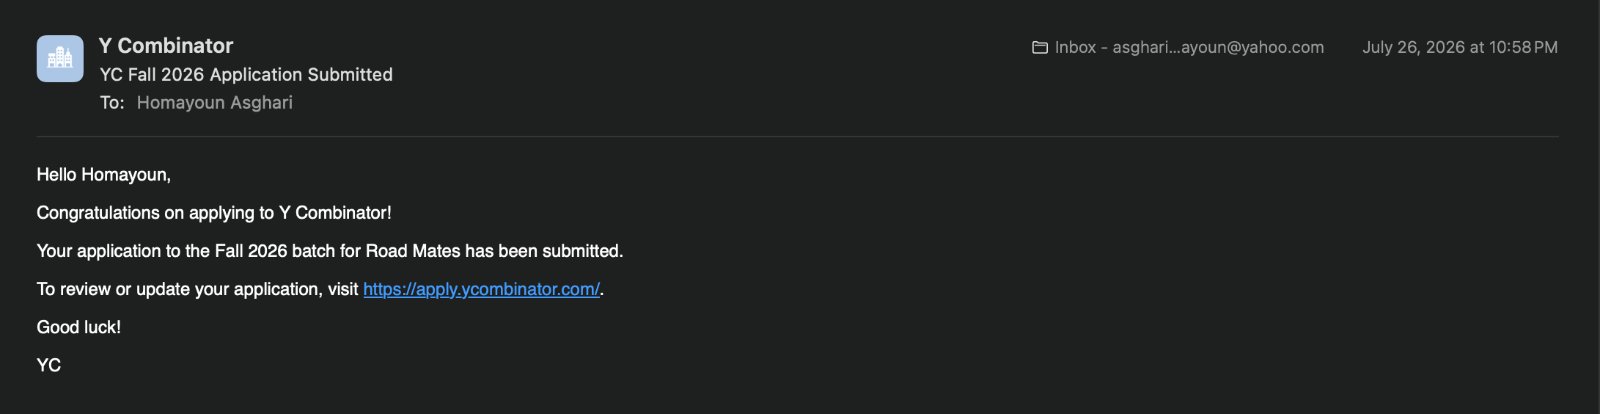 Y Combinator
Inbox - asghari...ayoun@yahoo.com
July 26, 2026 at 10:58 PM
YC Fall 2026 Application Submitted
To: Homayoun Asghari
Hello Homayoun,
Congratulations on applying to Y Combinator!
Your application to the Fall 2026 batch for Road Mates has been submitted.
To review or update your application, visit https://apply.ycombinator.com/.
Good luck!
YC